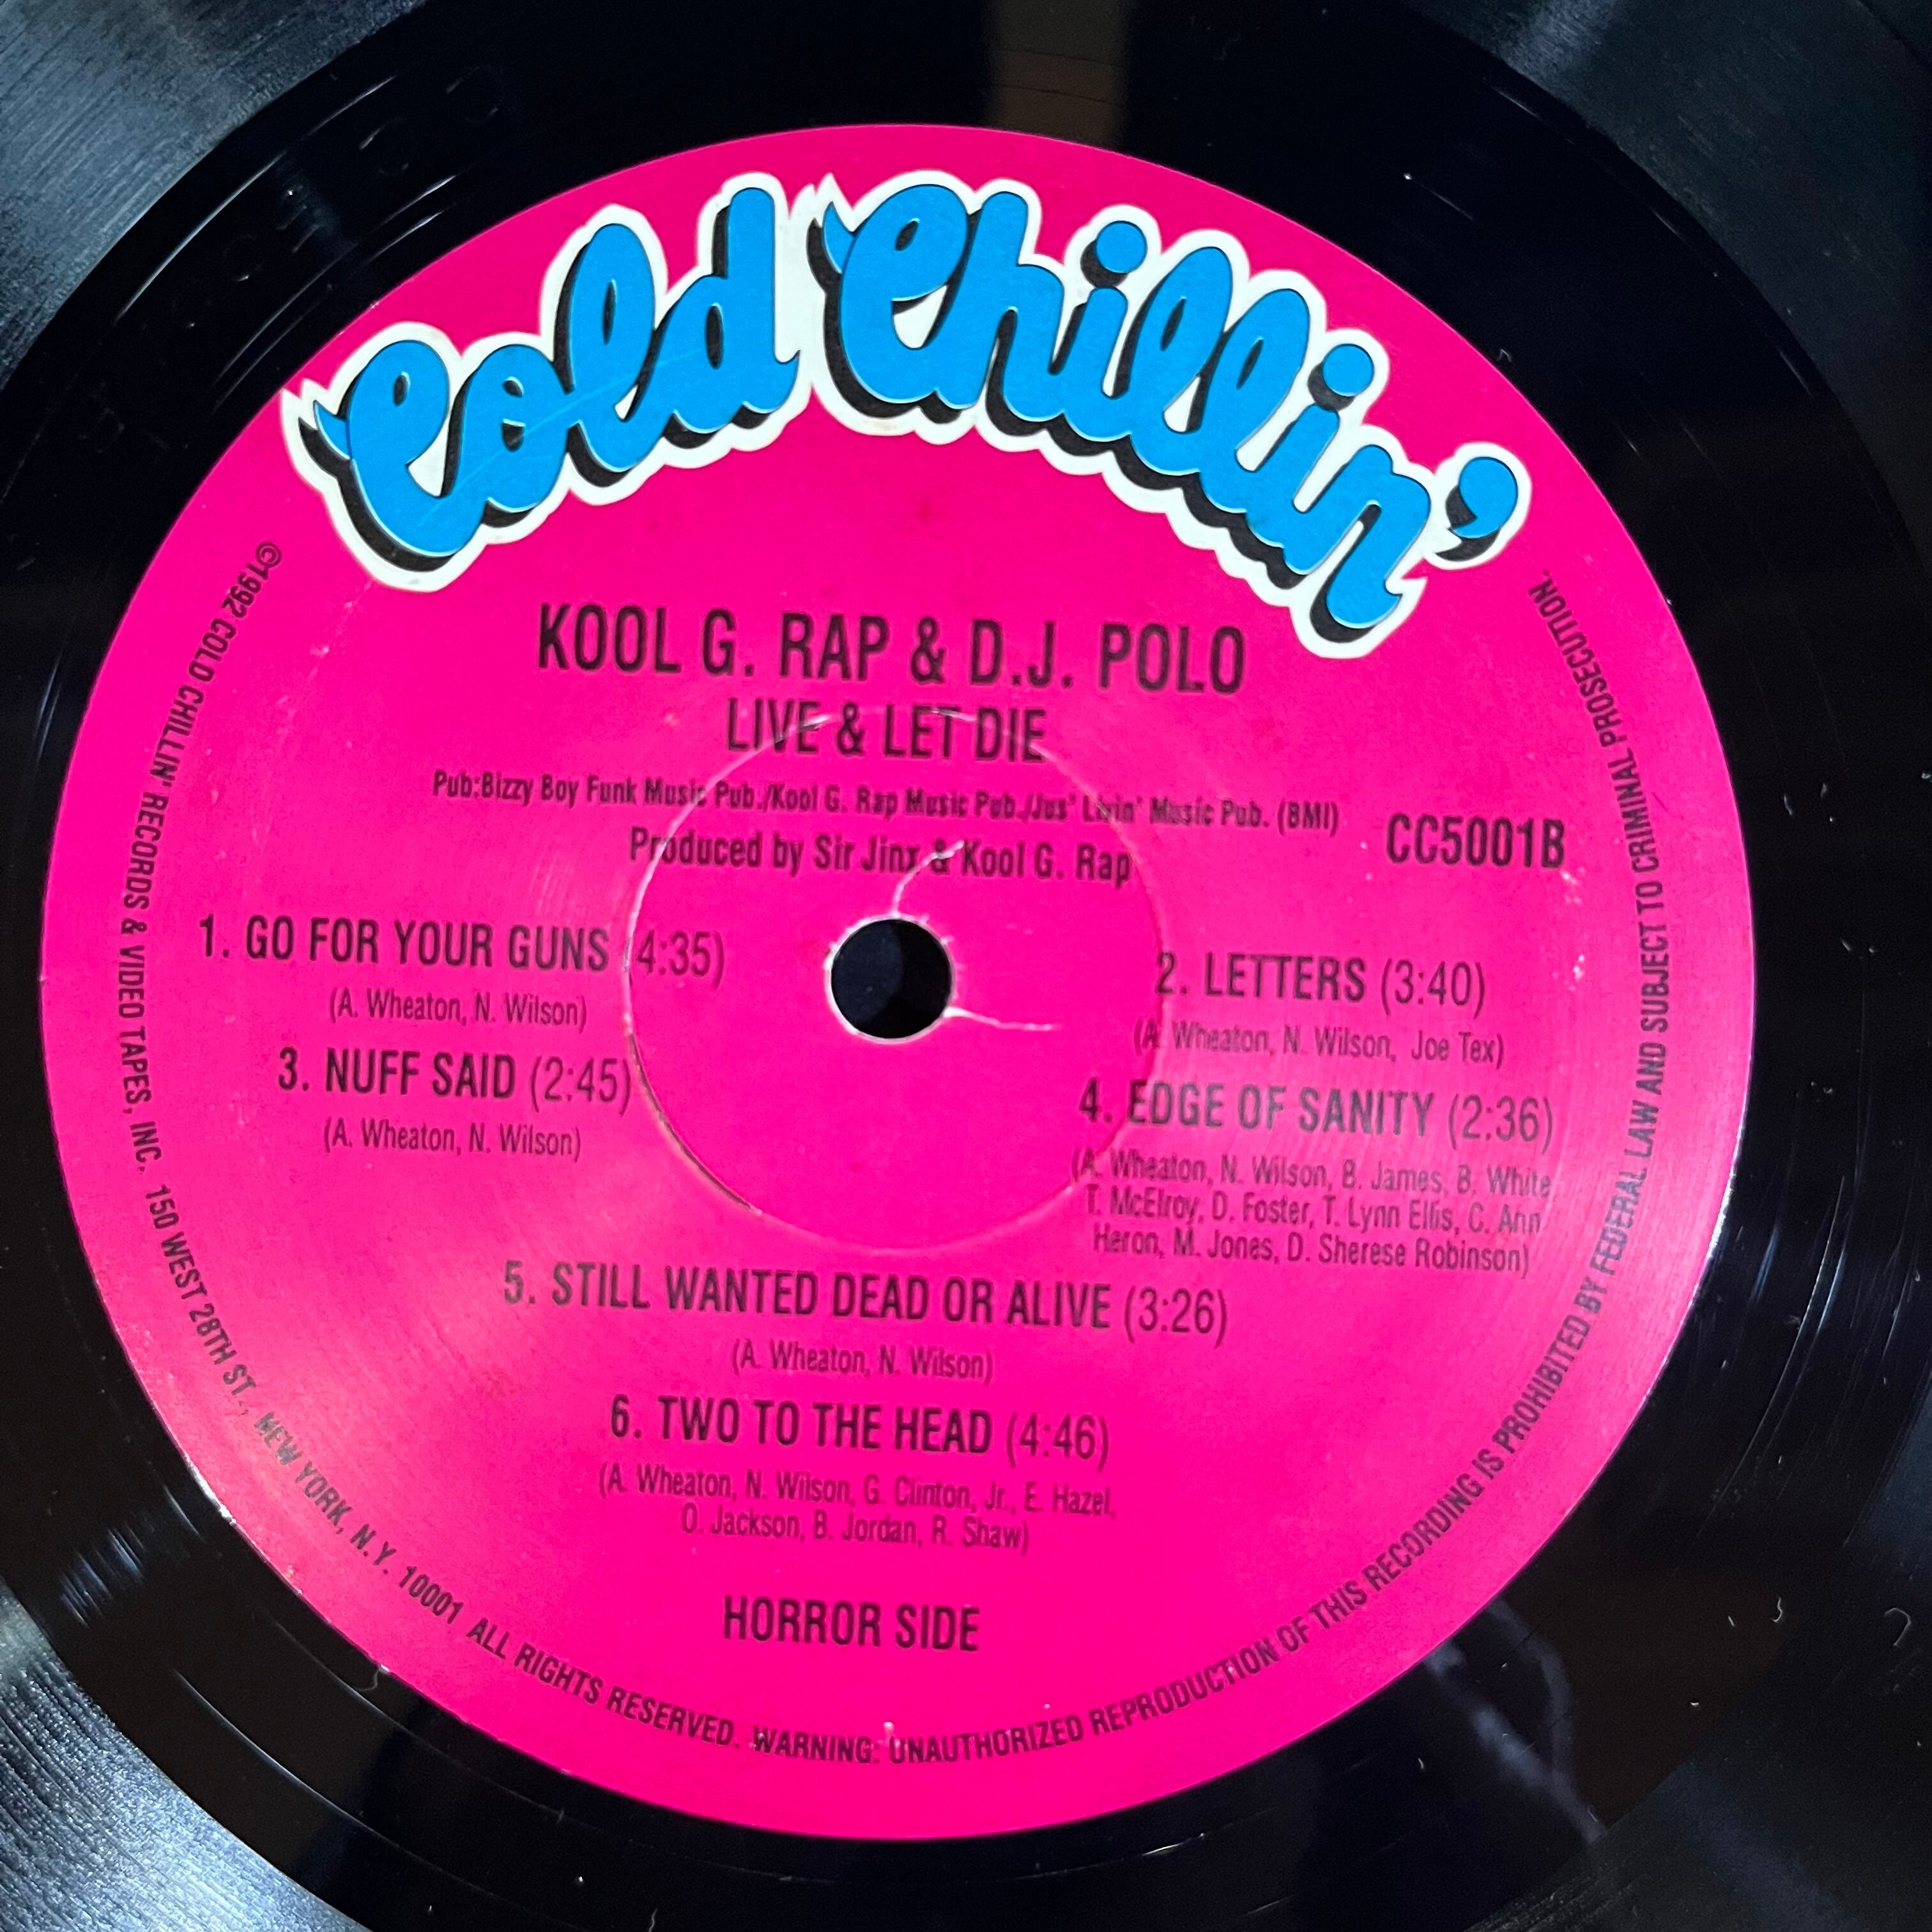 Cold Chillin'
KOOL G. RAP & D.J. POLO
LIVE & LET DIE
Pub:Bizzy Boy Funk Music Pub./Kool G. Rap Music Pub./Jus' Livin' Music Pub. (BMI)
Produced by Sir Jinx & Kool G. Rap
CC5001B
1. GO FOR YOUR GUNS (4:35)
(A. Wheaton, N. Wilson)
2. LETTERS (3:40)
(A. Wheaton, N. Wilson, Joe Tex)
3. NUFF SAID (2:45)
(A. Wheaton, N. Wilson)
4. EDGE OF SANITY (2:36)
(A. Wheaton, N. Wilson, B. James, B. White,
T. McElroy, D. Foster, T. Lynn Ellis, C. Ann
Heron, M. Jones, D. Sherese Robinson)
5. STILL WANTED DEAD OR ALIVE (3:26)
(A. Wheaton, N. Wilson)
6. TWO TO THE HEAD (4:46)
(A. Wheaton, N. Wilson, G. Clinton, Jr., E. Hazel,
O. Jackson, B. Jordan, R. Shaw)
HORROR SIDE
©1992 COLD CHILLIN' RECORDS & VIDEO TAPES, INC. 150 WEST 28TH ST., NEW YORK, N.Y. 10001 ALL RIGHTS RESERVED. WARNING: UNAUTHORIZED REPRODUCTION OF THIS RECORDING IS PROHIBITED BY FEDERAL LAW AND SUBJECT TO CRIMINAL PROSECUTION.